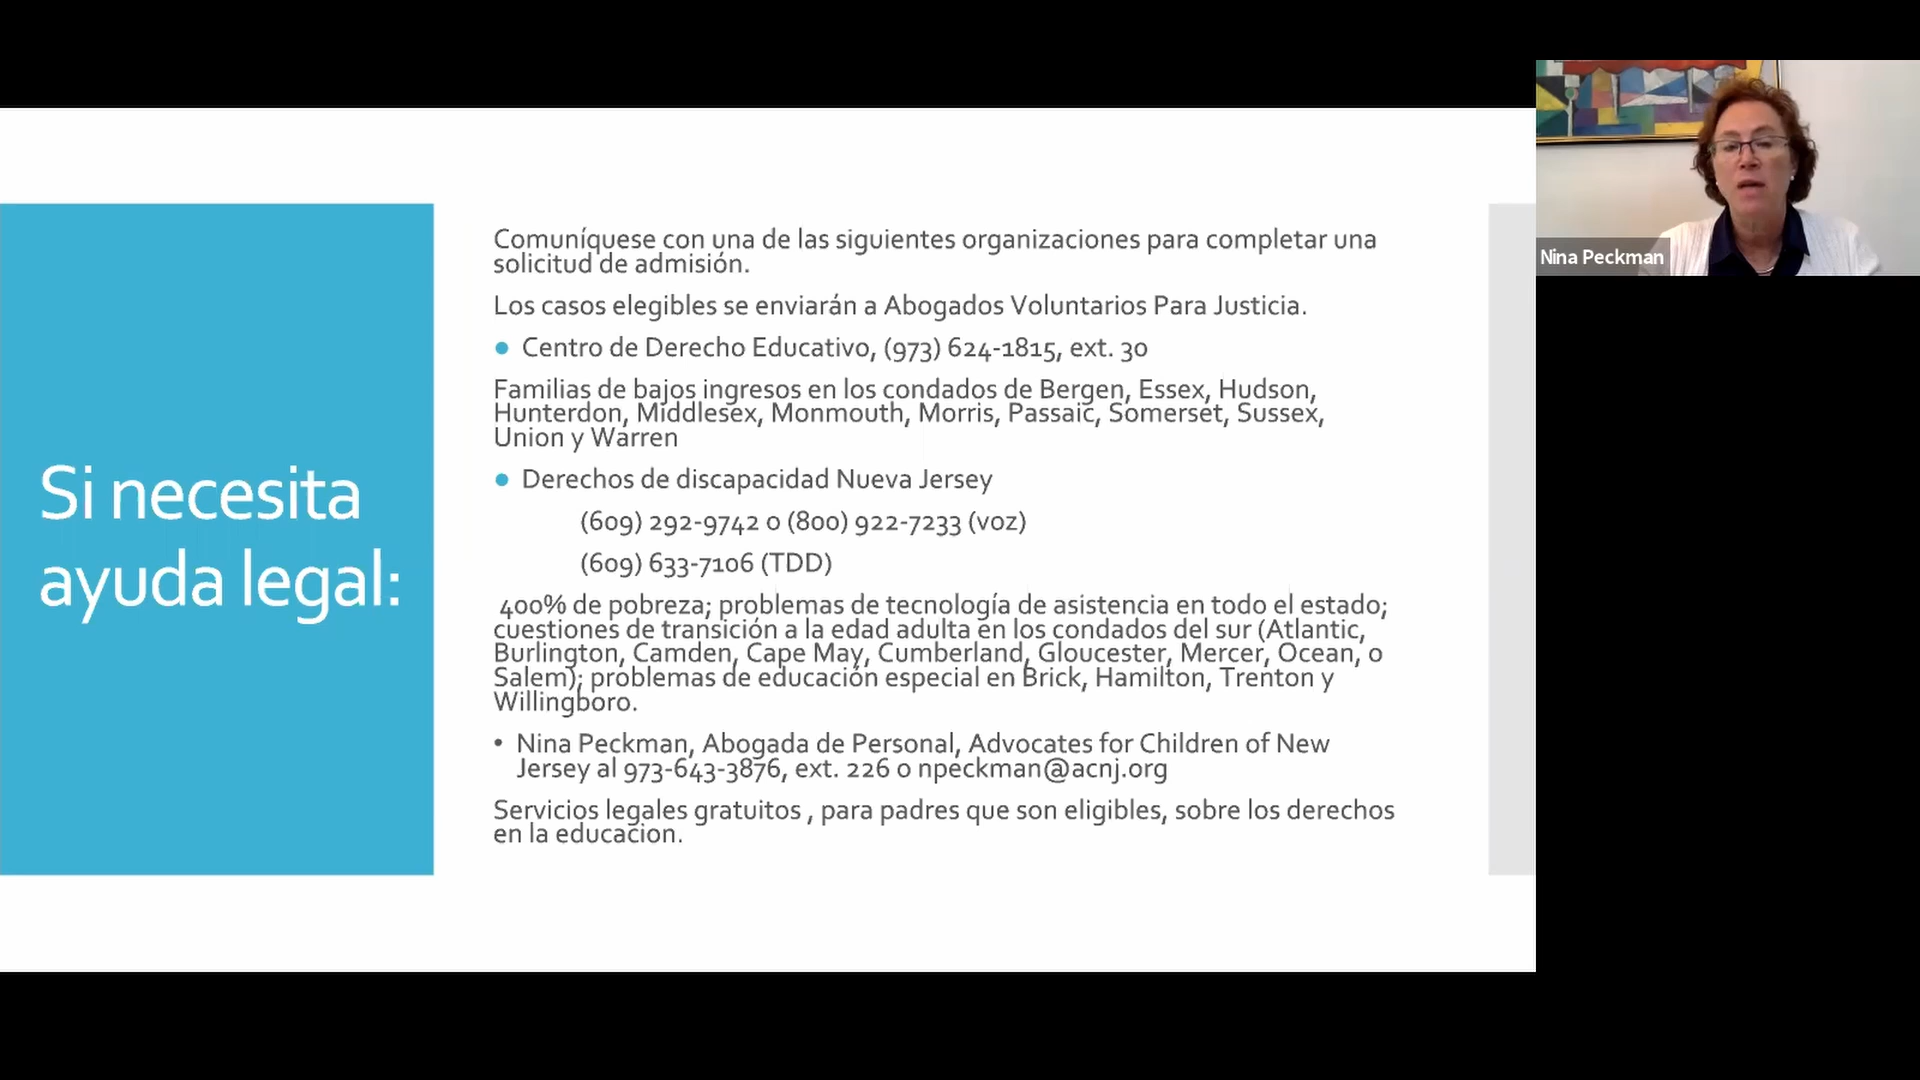 Si necesita
ayuda legal:
Comuníquese con una de las siguientes organizaciones para completar una
solicitud de admisión.
Los casos elegibles se enviarán a Abogados Voluntarios Para Justicia.
• Centro de Derecho Educativo, (973) 624-1815, ext. 30
Familias de bajos ingresos en los condados de Bergen, Essex, Hudson,
Hunterdon, Middlesex, Monmouth, Morris, Passaic, Somerset, Sussex,
Union y Warren
• Derechos de discapacidad Nueva Jersey
(609) 292-9742 o (800) 922-7233 (voz)
(609) 633-7106 (TDD)
400% de pobreza; problemas de tecnología de asistencia en todo el estado;
cuestiones de transición a la edad adulta en los condados del sur (Atlantic,
Burlington, Camden, Cape May, Cumberland, Gloucester, Mercer, Ocean, o
Salem); problemas de educación especial en Brick, Hamilton, Trenton y
Willingboro.
• Nina Peckman, Abogada de Personal, Advocates for Children of New
Jersey al 973-643-3876, ext. 226 o npeckman@acnj.org
Servicios legales gratuitos , para padres que son eligibles, sobre los derechos
en la educacion.
Nina Peckman